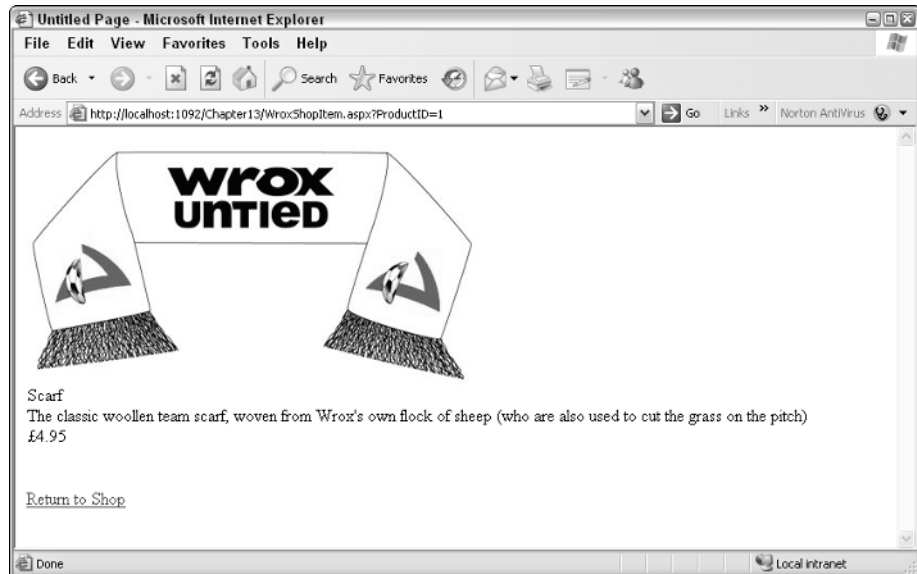 Untitled Page - Microsoft Internet Explorer
File Edit View Favorites Tools Help
Back Search Favorites
Address http://localhost:1092/Chapter13/WroxShopItem.aspx?ProductID=1 Go Links » Norton AntiVirus
wrox
UNTIED
Scarf
The classic woollen team scarf, woven from Wrox's own flock of sheep (who are also used to cut the grass on the pitch)
£4.95
Return to Shop
Done Local intranet